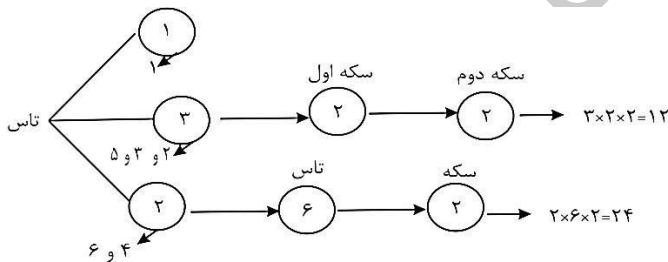 ۱
۱
سکه اول
سکه دوم
تاس
۳
۲
۲
۳×۲×۲=۱۲
۲ و ۳ و ۵
تاس
سکه
۲
۶
۲
۲×۶×۲=۲۴
۴ و ۶